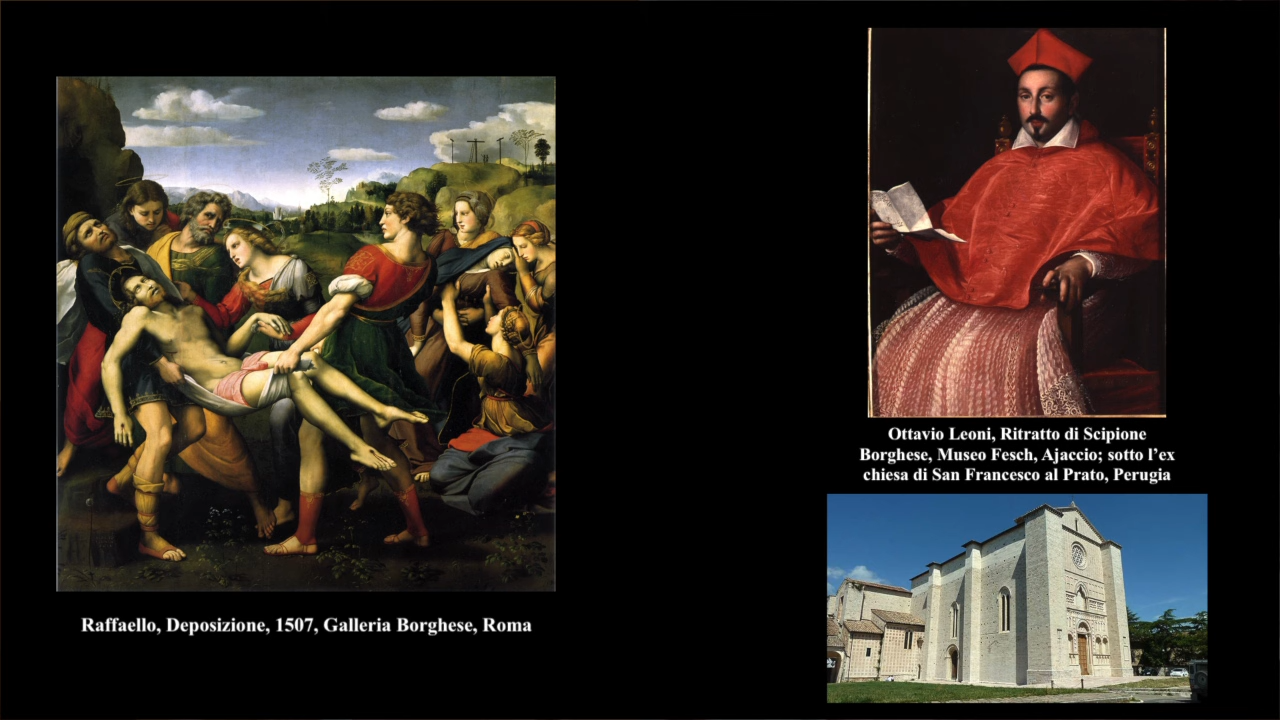 Raffaello, Deposizione, 1507, Galleria Borghese, Roma
Ottavio Leoni, Ritratto di Scipione
Borghese, Museo Fesch, Ajaccio; sotto l’ex
chiesa di San Francesco al Prato, Perugia